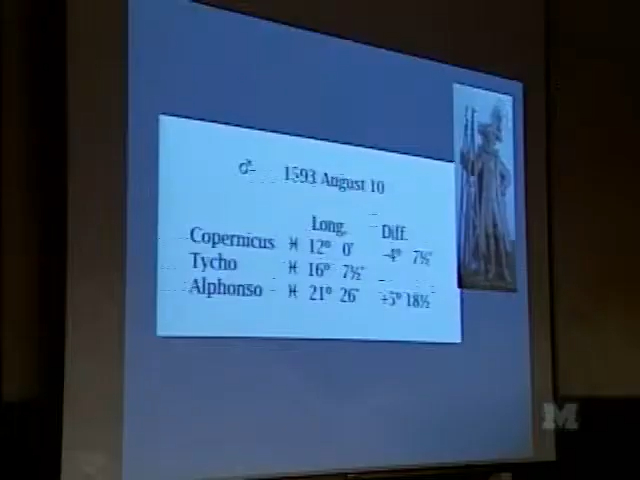 ♂ 1593 August 10
Long. Diff.
Copernicus ♓ 12° 0' -4° 7½'
Tycho ♓ 16° 7½'
Alphonso ♓ 21° 26' +5° 18½
M